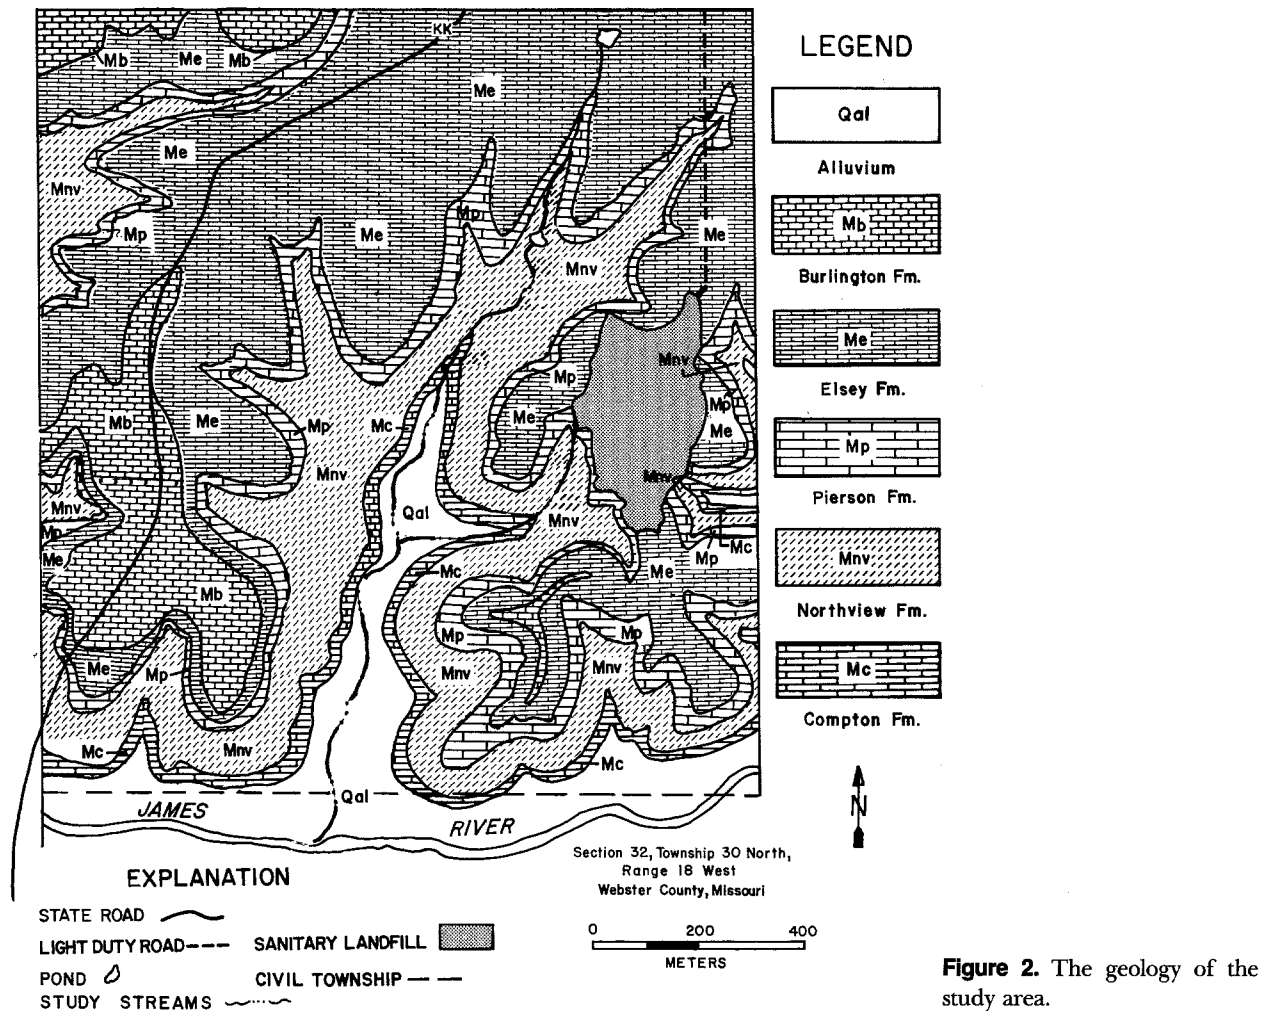 KK
Mb
Me
Mb
Me
Me
Mnv
Mp
Mp
Me
Me
Mnv
Mnv
Mp
Mp
Me
Me
Mb
Me
Mp
Mc
Mnv
Mnv
Mnv
Qal
Mnv
Mp
Mc
Me
Mc
Mp
Me
Mb
Mp
Mp
Me
Mp
Mnv
Mnv
Mc
Mnv
Mc
Qal
JAMES
RIVER
LEGEND
Qal
Alluvium
Mb
Burlington Fm.
Me
Elsey Fm.
Mp
Pierson Fm.
Mnv
Northview Fm.
Mc
Compton Fm.
N
Section 32, Township 30 North,
Range 18 West
Webster County, Missouri
0 200 400
METERS
EXPLANATION
STATE ROAD
LIGHT DUTY ROAD
POND
STUDY STREAMS
SANITARY LANDFILL
CIVIL TOWNSHIP
Figure 2. The geology of the
study area.